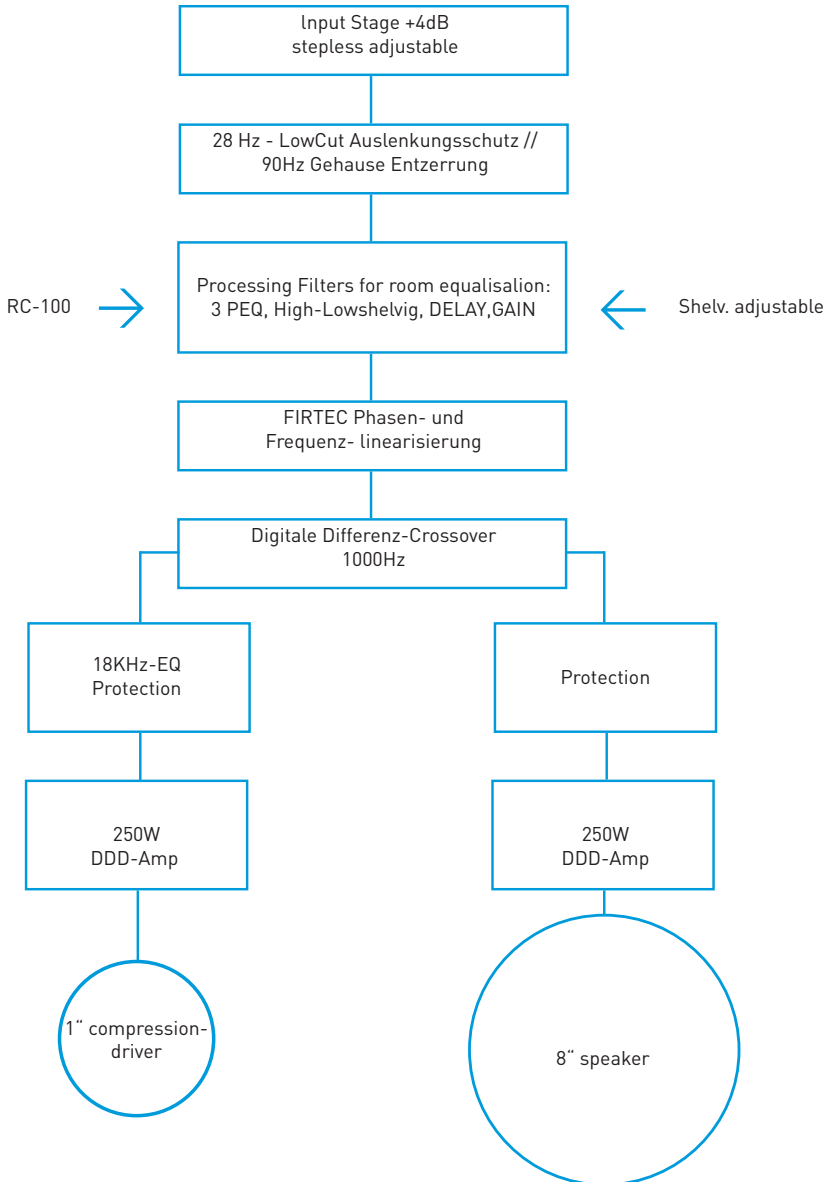 Input Stage +4dB
stepless adjustable
28 Hz - LowCut Auslenkungsschutz //
90Hz Gehause Entzerrung
Processing Filters for room equalisalion:
3 PEQ, High-Lowshelvig, DELAY,GAIN
RC-100
Shelv. adjustable
FIRTEC Phasen- und
Frequenz- linearisierung
Digitale Differenz-Crossover
1000Hz
18KHz-EQ
Protection
Protection
250W
DDD-Amp
250W
DDD-Amp
1“ compression-
driver
8“ speaker